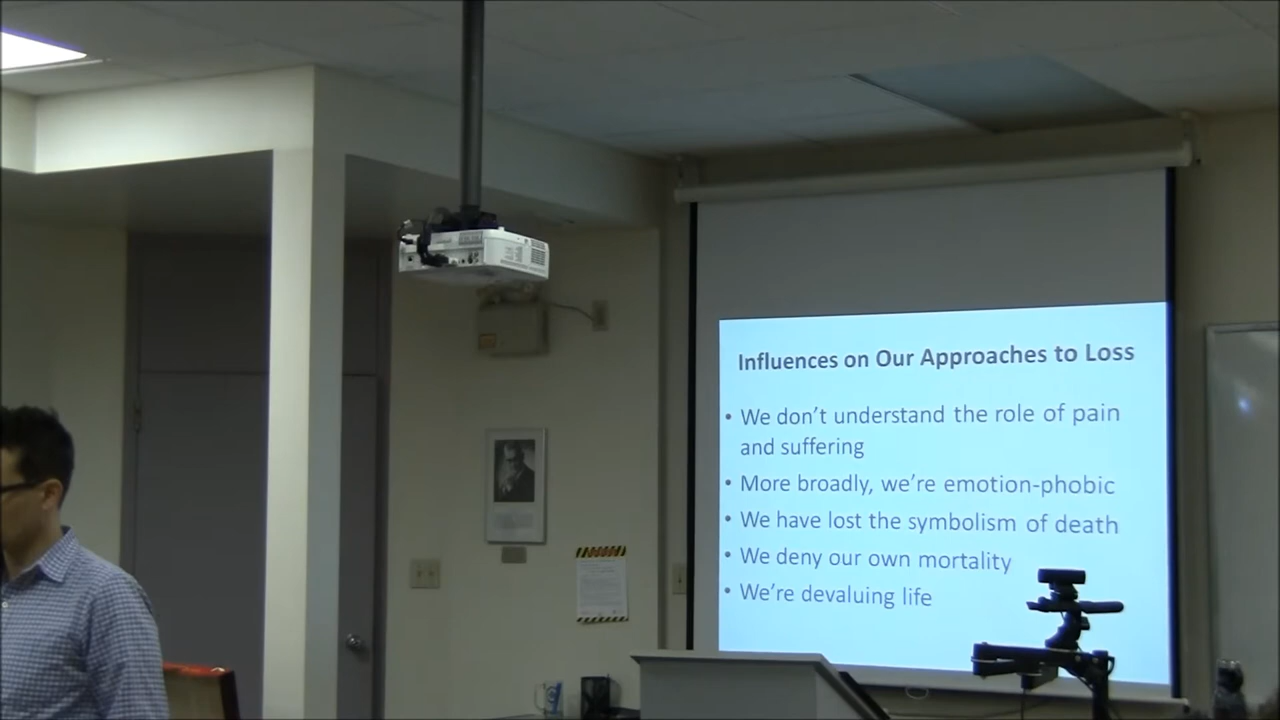 Influences on Our Approaches to Loss
• We don't understand the role of pain
and suffering
• More broadly, we're emotion-phobic
• We have lost the symbolism of death
• We deny our own mortality
• We're devaluing life